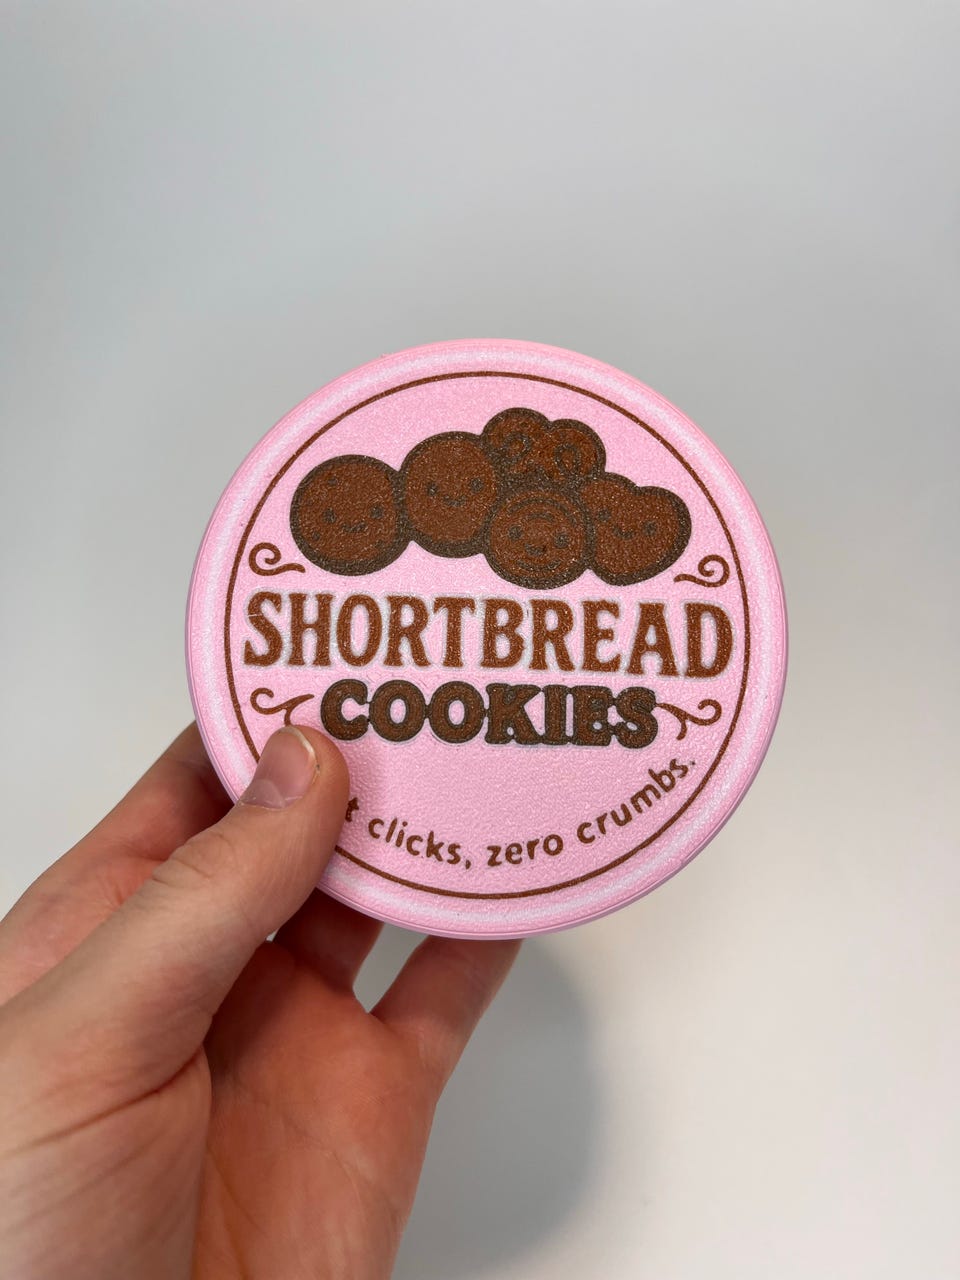 SHORTBREAD
COOKIES
clicks, zero crumbs.